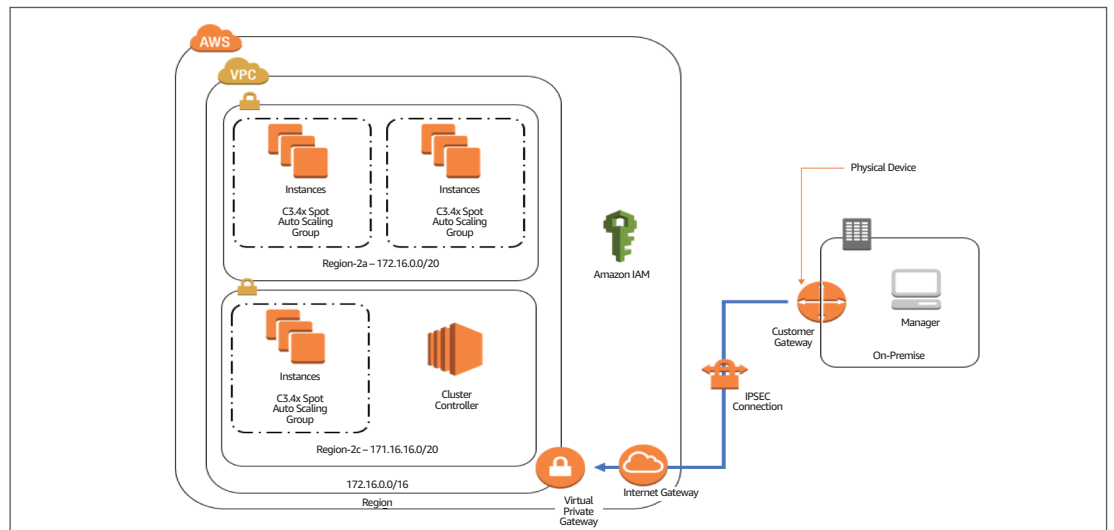 AWS
VPC
Instances
C3.4x Spot
Auto Scaling
Group
Instances
C3.4x Spot
Auto Scaling
Group
Region-2a – 172.16.0.0/20
Instances
C3.4x Spot
Auto Scaling
Group
Cluster
Controller
Region-2c – 171.16.16.0/20
172.16.0.0/16
Region
Virtual
Private
Gateway
Internet Gateway
Amazon IAM
IPSEC
Connection
Physical Device
Customer
Gateway
Manager
On-Premise